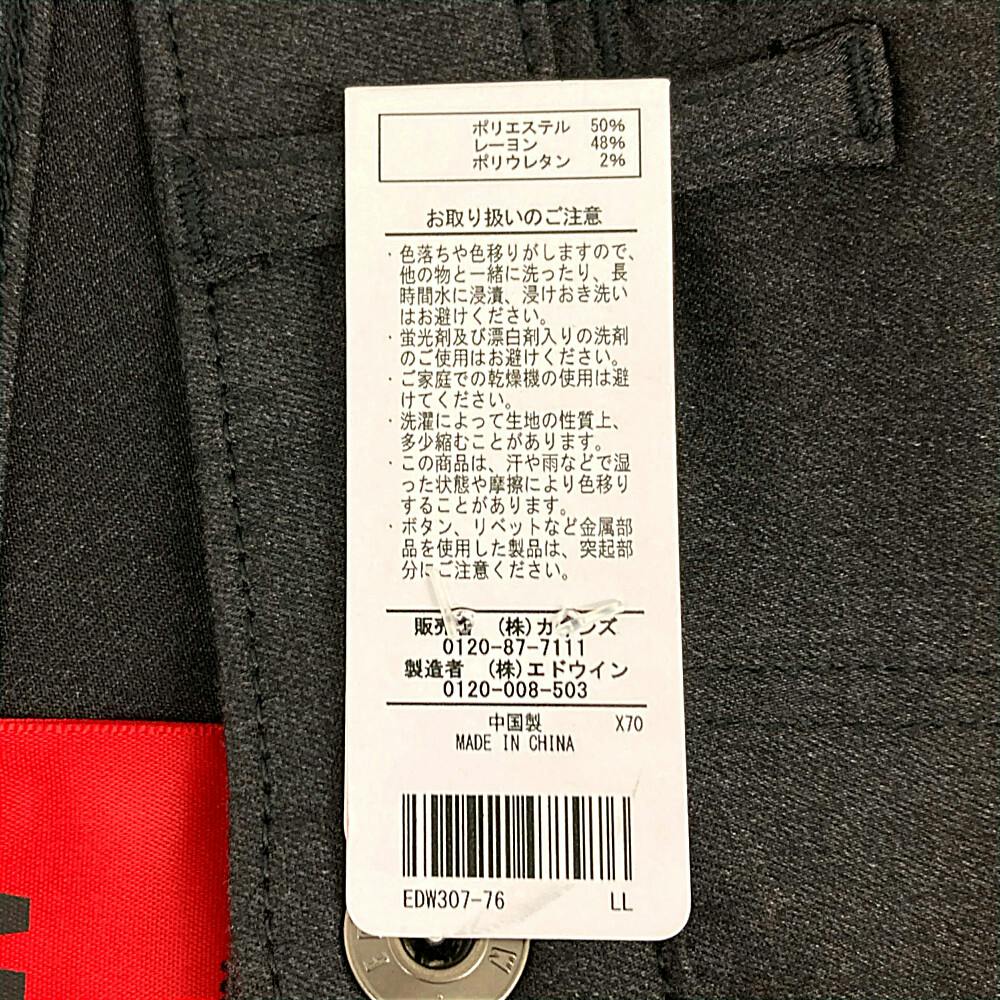 ポリエステル 50%
レーヨン 48%
ポリウレタン 2%
お取り扱いのご注意
・色落ちや色移りがしますので、
他の物と一緒に洗ったり、長
時間水に浸漬、浸けおき洗い
はお避けください。
・蛍光剤及び漂白剤入りの洗剤
のご使用はお避けください。
・ご家庭での乾燥機の使用は避
けてください。
・洗濯によって生地の性質上、
多少縮むことがあります。
・この商品は、汗や雨などで湿
った状態や摩擦により色移り
することがあります。
・ボタン、リベットなど金属部
品を使用した製品は、突起部
分にご注意ください。
販売者 (株)カインズ
0120-87-7111
製造者 (株)エドウイン
0120-008-503
中国製 X70
MADE IN CHINA
EDW307-76 LL